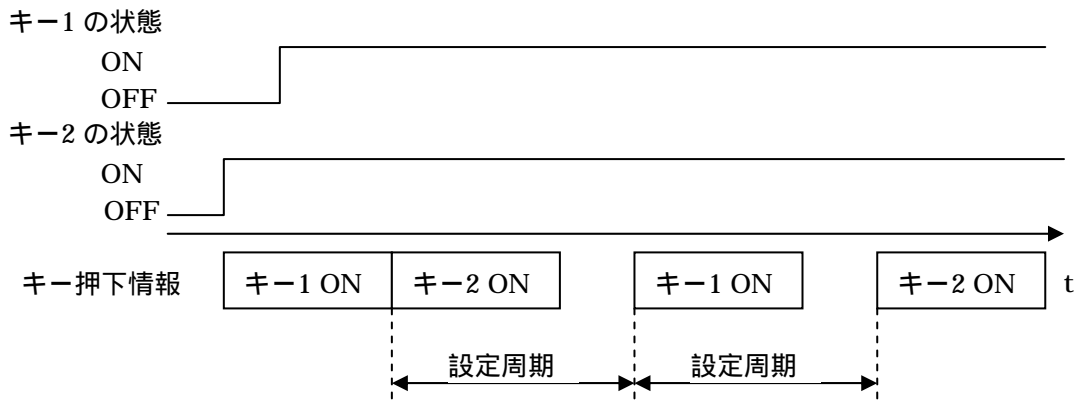 キー1 の状態
ON
OFF
キー2 の状態
ON
OFF
キー押下情報 キー1 ON キー2 ON キー1 ON キー2 ON t
設定周期 設定周期